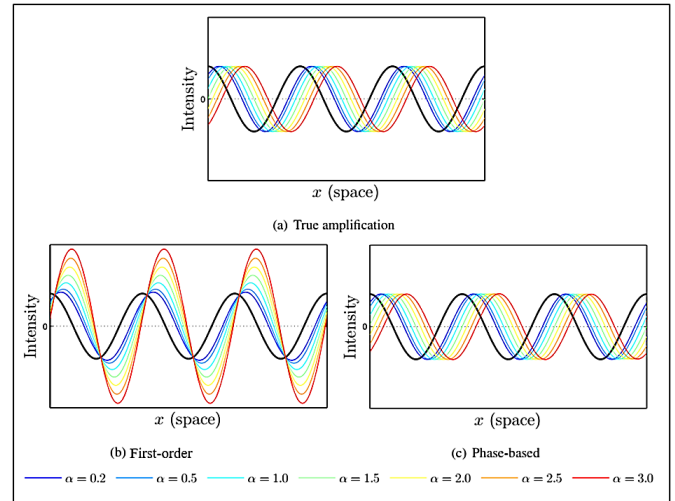 Intensity
0
x (space)
(a) True amplification
Intensity
0
x (space)
Intensity
0
x (space)
(b) First-order
(c) Phase-based
α = 0.2
α = 0.5
α = 1.0
α = 1.5
α = 2.0
α = 2.5
α = 3.0